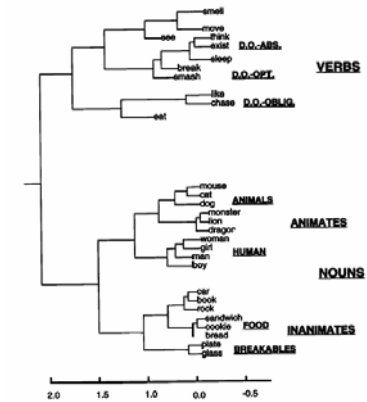 smell
move
see
think
exist D.O.-ABS.
sleep
VERBS
break
smash D.O.-OPT.
like
chase D.O.-OBLIG.
eat
mouse
cat
dog ANIMALS
monster
lion ANIMATES
dragon
woman
girl HUMAN
man
boy
NOUNS
car
book
rock
sandwich
cookie FOOD INANIMATES
bread
plate BREAKABLES
glass
2.0 1.5 1.0 0.0 -0.5